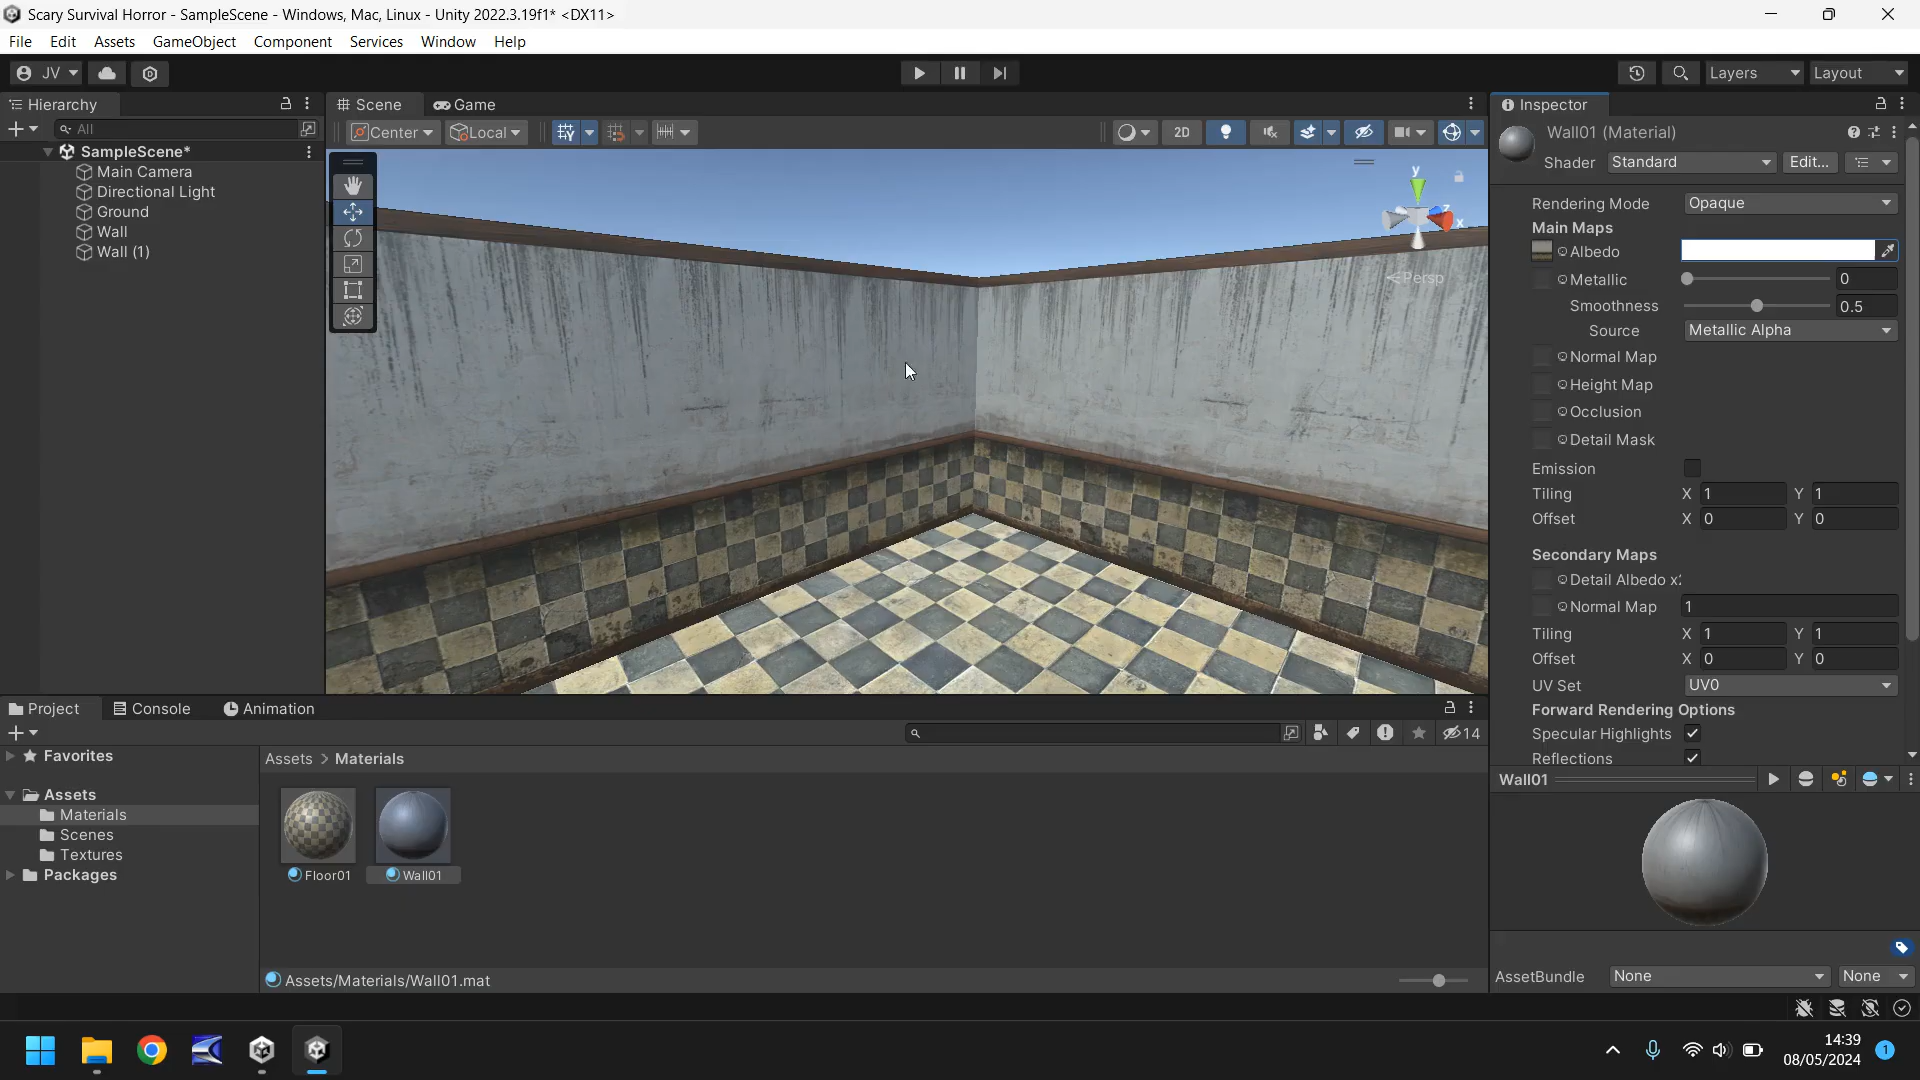 Scary Survival Horror - SampleScene - Windows, Mac, Linux - Unity 2022.3.19f1* <DX11>
File Edit Assets GameObject Component Services Window Help
JV Layers Layout
Hierarchy Scene Game Inspector
All Center Local 2D Wall01 (Material)
SampleScene*
Shader Standard Edit...
Main Camera
Directional Light
Ground
Wall
Wall (1)
y
z
x
Persp
Rendering Mode Opaque
Main Maps
Albedo
Metallic 0
Smoothness 0.5
Source Metallic Alpha
Normal Map
Height Map
Occlusion
Detail Mask
Emission
Tiling X 1 Y 1
Offset X 0 Y 0
Secondary Maps
Detail Albedo x2
Normal Map 1
Tiling X 1 Y 1
Offset X 0 Y 0
UV Set UV0
Forward Rendering Options
Specular Highlights
Reflections
Project Console Animation
14
Favorites
Assets > Materials
Assets
Materials
Scenes
Textures
Packages
Floor01 Wall01
Assets/Materials/Wall01.mat
Wall01
AssetBundle None None
14:39
08/05/2024
1